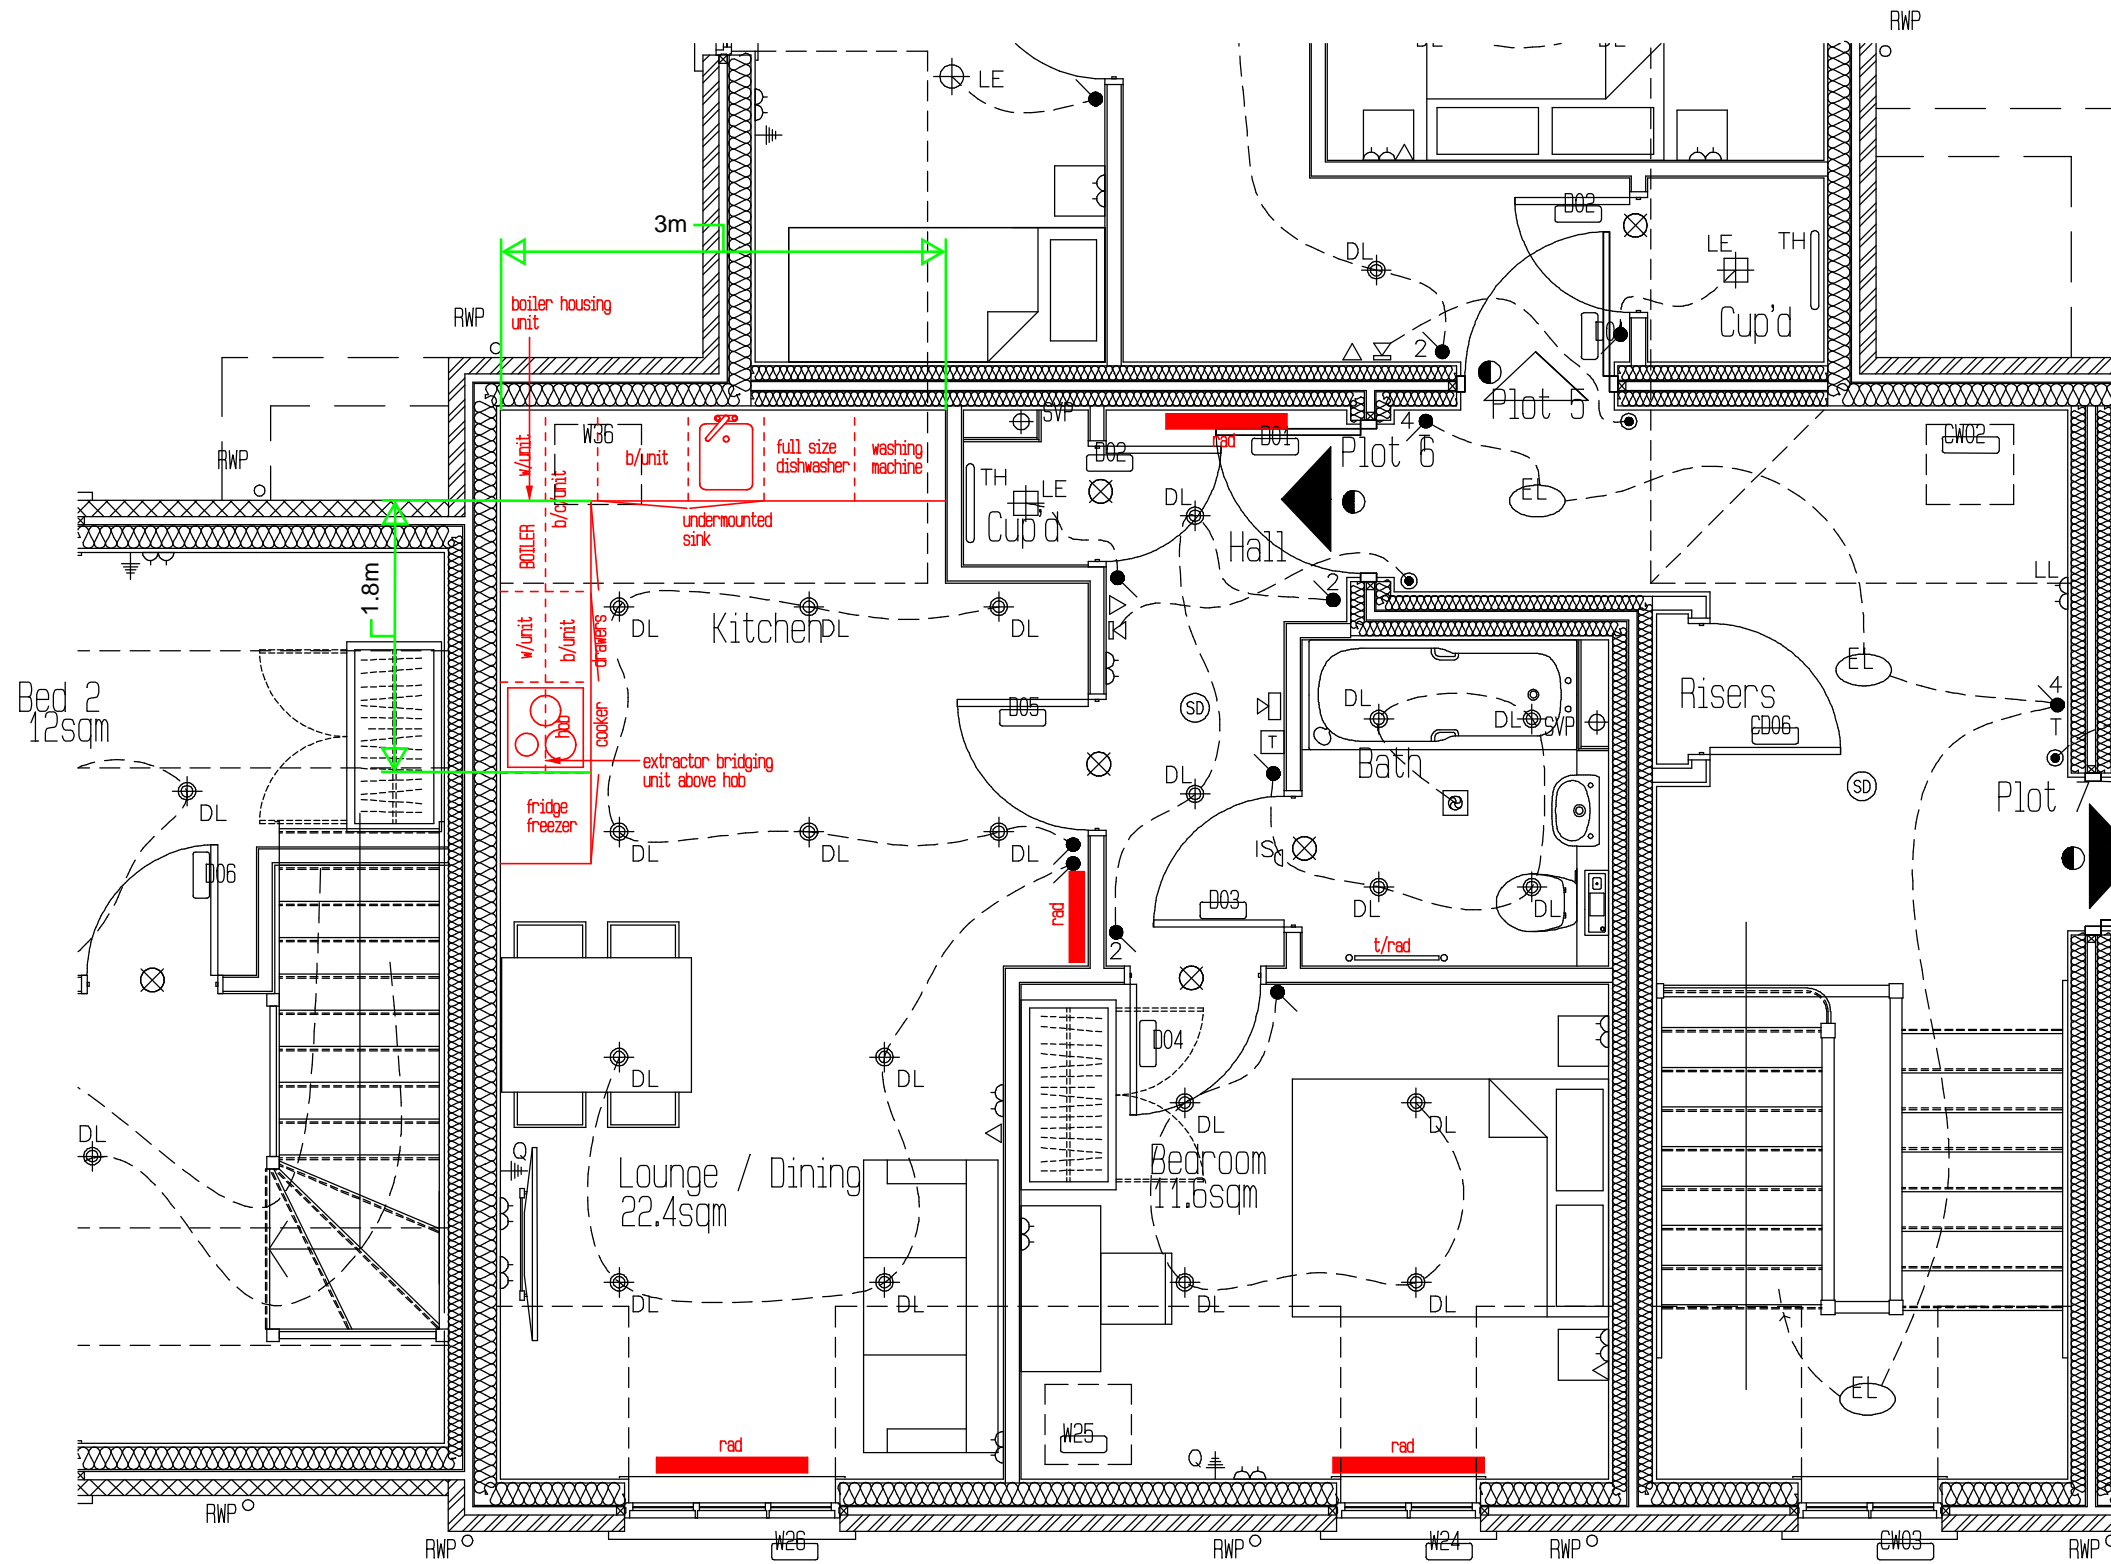 RWP
LE
D02
3m
DL
LE
TH
boiler housing
unit
RWP
Cup'd
2
D01
Plot 5
SVP
W36
w/unit
b/unit
full size
dishwasher
washing
machine
rad
D01
4
T
Plot 6
CW02
D02
RWP
b/c/unit
TH
LE
DL
EL
undermounted
sink
Cup'd
Hall
BOILER
1.8m
2
LL
DL
Kitchen
DL
DL
w/unit
b/unit
drawers
EL
Bed 2
12sqm
Risers
4
T
D05
SD
DL
DL
SVP
CD06
hob
cooker
T
Bath
extractor bridging
unit above hob
DL
SD
Plot
DL
fridge
freezer
DL
DL
DL
IS
D06
D03
DL
DL
rad
2
t/rad
D04
DL
DL
DL
DL
DL
Q
Lounge / Dining
22.4sqm
Bedroom
11.6sqm
DL
DL
DL
DL
EL
W25
rad
rad
Q
RWP
RWP
W26
RWP
W24
RWP
CW03
RWP